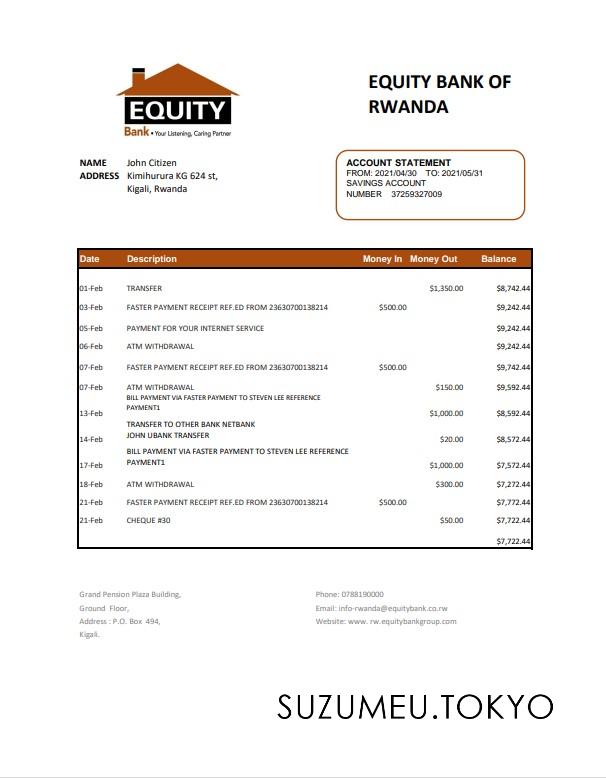 EQUITY
Bank • Your Listening, Caring Partner
EQUITY BANK OF
RWANDA
NAME John Citizen
ADDRESS Kimihurura KG 624 st,
Kigali, Rwanda
ACCOUNT STATEMENT
FROM: 2021/04/30 TO: 2021/05/31
SAVINGS ACCOUNT
NUMBER 37259327009
Date Description Money In Money Out Balance
01-Feb TRANSFER $1,350.00 $8,742.44
03-Feb FASTER PAYMENT RECEIPT REF.ED FROM 23630700138214 $500.00 $9,242.44
05-Feb PAYMENT FOR YOUR INTERNET SERVICE $9,242.44
06-Feb ATM WITHDRAWAL $9,242.44
07-Feb FASTER PAYMENT RECEIPT REF.ED FROM 23630700138214 $500.00 $9,742.44
07-Feb ATM WITHDRAWAL $150.00 $9,592.44
BILL PAYMENT VIA FASTER PAYMENT TO STEVEN LEE REFERENCE
PAYMENT1
13-Feb $1,000.00 $8,592.44
TRANSFER TO OTHER BANK NETBANK
JOHN UBANK TRANSFER
14-Feb $20.00 $8,572.44
BILL PAYMENT VIA FASTER PAYMENT TO STEVEN LEE REFERENCE
PAYMENT1
17-Feb $1,000.00 $7,572.44
18-Feb ATM WITHDRAWAL $300.00 $7,272.44
21-Feb FASTER PAYMENT RECEIPT REF.ED FROM 23630700138214 $500.00 $7,772.44
21-Feb CHEQUE #30 $50.00 $7,722.44
$7,722.44
Grand Pension Plaza Building,
Ground Floor,
Address : P.O. Box 494,
Kigali.
Phone: 0788190000
Email: info-rwanda@equitybank.co.rw
Website: www. rw.equitybankgroup.com
SUZUMEU.TOKYO